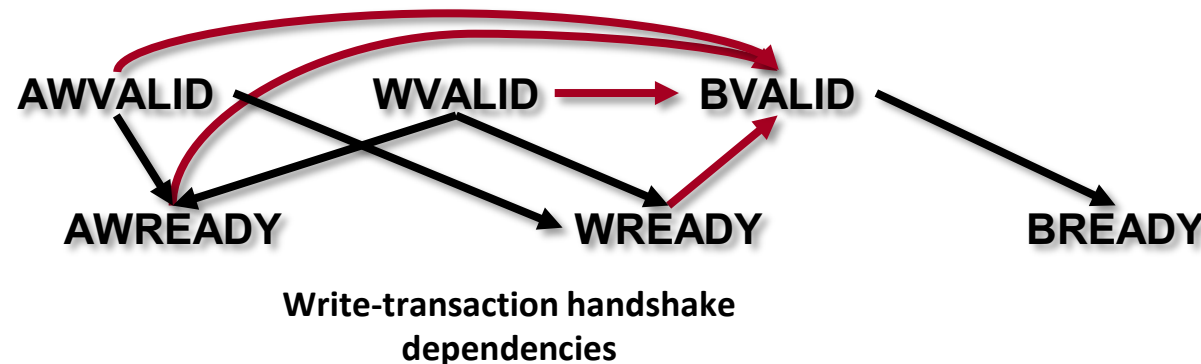 AWVALID WVALID BVALID
AWREADY WREADY BREADY
Write-transaction handshake
dependencies